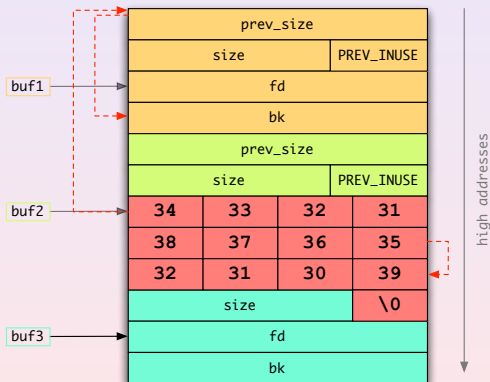 prev_size
size PREV_INUSE
buf1 fd
bk
prev_size
size PREV_INUSE
buf2 34 33 32 31
38 37 36 35
32 31 30 39
size \0
buf3 fd
bk
high addresses